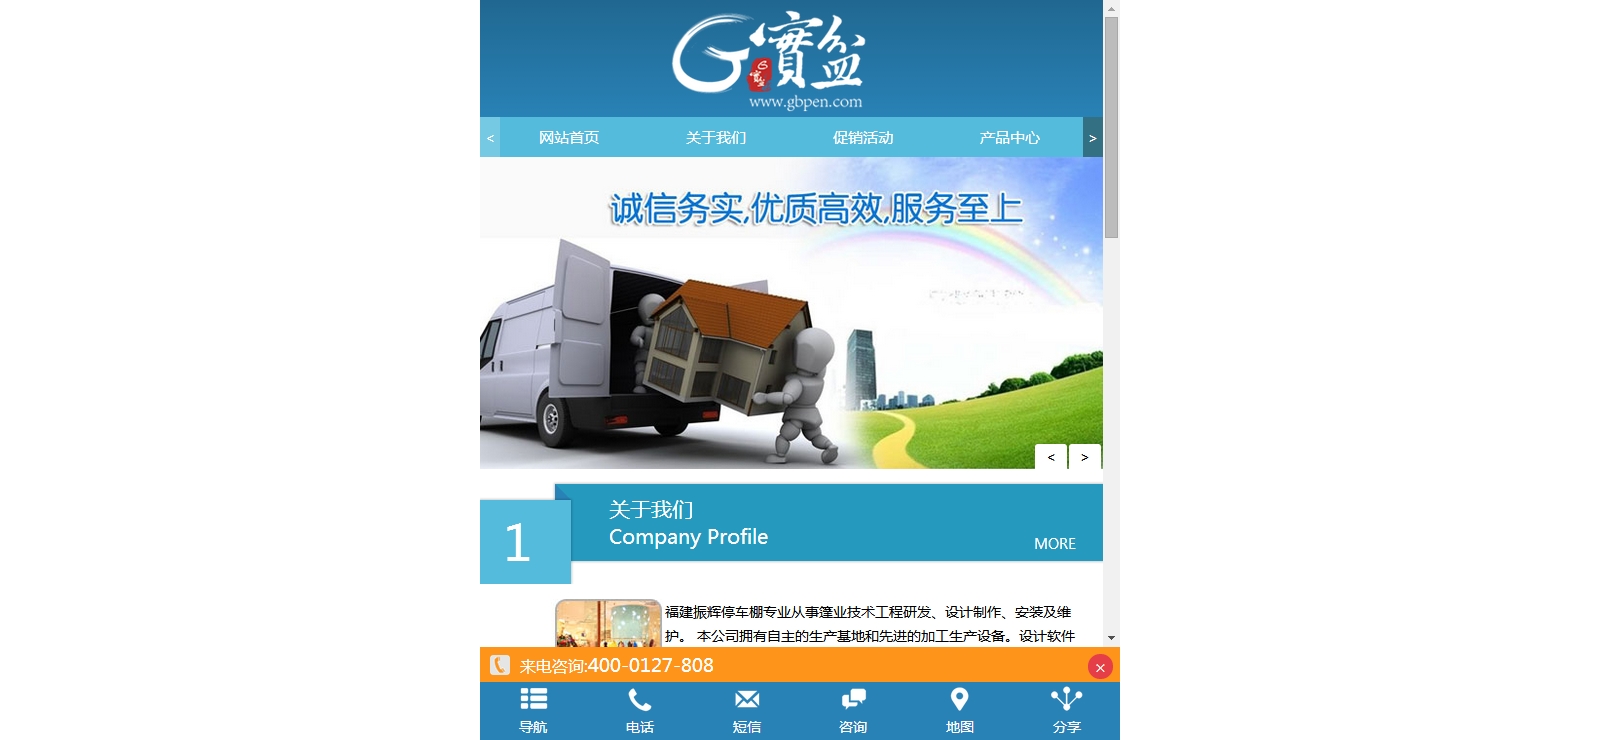 G寶盆
www.gbpen.com
< 网站首页 关于我们 促销活动 产品中心 >
诚信务实,优质高效,服务至上
< >
1
关于我们
Company Profile
MORE
福建振辉停车棚专业从事篷业技术工程研发、设计制作、安装及维
护。 本公司拥有自主的生产基地和先进的加工生产设备。设计软件
来电咨询:400-0127-808
导航 电话 短信 咨询 地图 分享